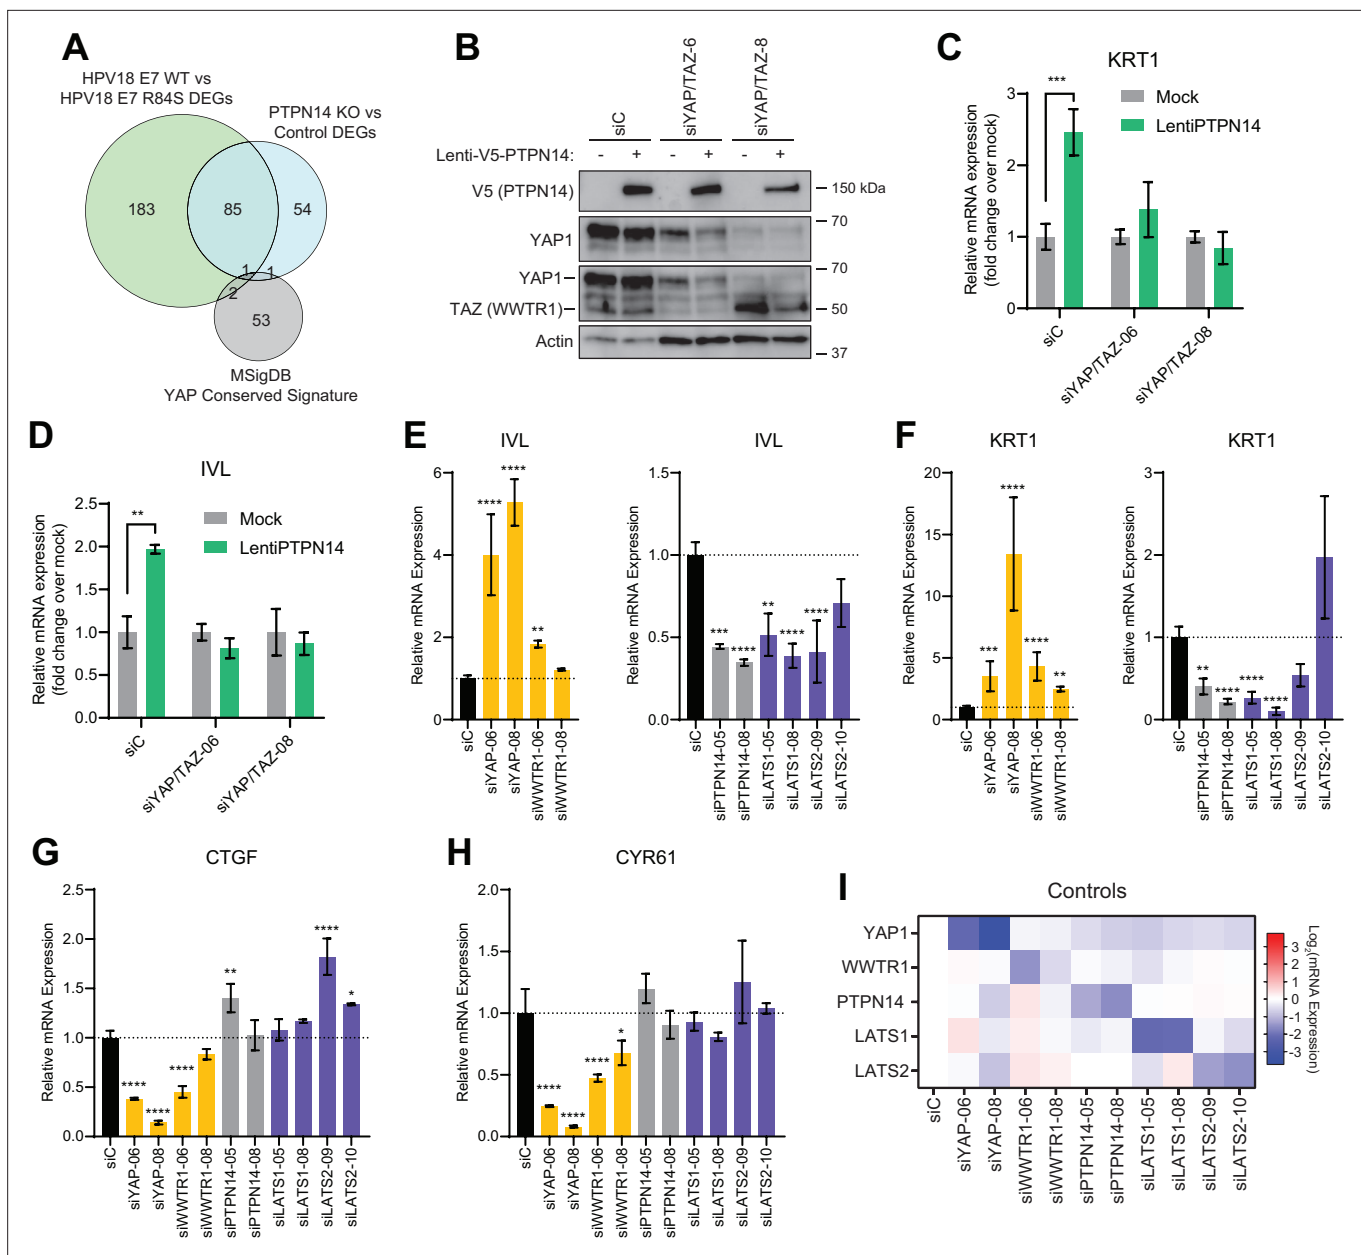 A
HPV18 E7 WT vs
HPV18 E7 R84S DEGs
PTPN14 KO vs
Control DEGs
183
85
54
1
1
2
53
MSigDB
YAP Conserved Signature
B
siC
siYAP/TAZ-6
siYAP/TAZ-8
Lenti-V5-PTPN14:
- + - + - +
V5 (PTPN14)
150 kDa
YAP1
70
YAP1
70
TAZ (WWTR1)
50
Actin
37
C
KRT1
Relative mRNA expression
(fold change over mock)
3
2
1
0
***
Mock
LentiPTPN14
siC
siYAP/TAZ-06
siYAP/TAZ-08
D
IVL
Relative mRNA expression
(fold change over mock)
2.5
2.0
1.5
1.0
0.5
0.0
**
Mock
LentiPTPN14
siC
siYAP/TAZ-06
siYAP/TAZ-08
E
IVL
Relative mRNA Expression
6
4
2
0
****
****
**
siC
siYAP-06
siYAP-08
siWWTR1-06
siWWTR1-08
IVL
Relative mRNA Expression
1.5
1.0
0.5
0.0
***
****
**
****
****
siC
siPTPN14-05
siPTPN14-08
siLATS1-05
siLATS1-08
siLATS2-09
siLATS2-10
F
KRT1
Relative mRNA Expression
20
15
10
5
0
***
****
****
**
siC
siYAP-06
siYAP-08
siWWTR1-06
siWWTR1-08
KRT1
Relative mRNA Expression
3
2
1
0
**
****
****
****
siC
siPTPN14-05
siPTPN14-08
siLATS1-05
siLATS1-08
siLATS2-09
siLATS2-10
G
CTGF
Relative mRNA Expression
2.5
2.0
1.5
1.0
0.5
0.0
****
****
****
**
****
*
siC
siYAP-06
siYAP-08
siWWTR1-06
siWWTR1-08
siPTPN14-05
siPTPN14-08
siLATS1-05
siLATS1-08
siLATS2-09
siLATS2-10
H
CYR61
Relative mRNA Expression
2.0
1.5
1.0
0.5
0.0
****
****
****
*
siC
siYAP-06
siYAP-08
siWWTR1-06
siWWTR1-08
siPTPN14-05
siPTPN14-08
siLATS1-05
siLATS1-08
siLATS2-09
siLATS2-10
I
Controls
YAP1
WWTR1
PTPN14
LATS1
LATS2
siC
siYAP-06
siYAP-08
siWWTR1-06
siWWTR1-08
siPTPN14-05
siPTPN14-08
siLATS1-05
siLATS1-08
siLATS2-09
siLATS2-10
3
2
1
0
-1
-2
-3
Log2(mRNA Expression)